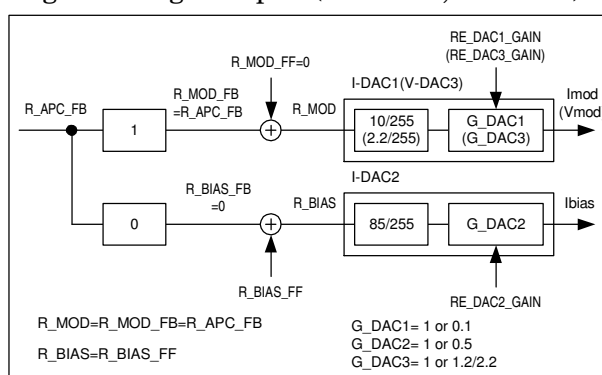 RE_DAC1_GAIN
(RE_DAC3_GAIN)
R_MOD_FF=0
I-DAC1(V-DAC3)
R_APC_FB
R_MOD_FB
=R_APC_FB
R_MOD
Imod
(Vmod
1
10/255
(2.2/255)
G_DAC1
(G_DAC3)
I-DAC2
R_BIAS_FB
=0
R_BIAS
Ibias
0
85/255
G_DAC2
R_BIAS_FF
RE_DAC2_GAIN
R_MOD=R_MOD_FB=R_APC_FB
R_BIAS=R_BIAS_FF
G_DAC1= 1 or 0.1
G_DAC2= 1 or 0.5
G_DAC3= 1 or 1.2/2.2